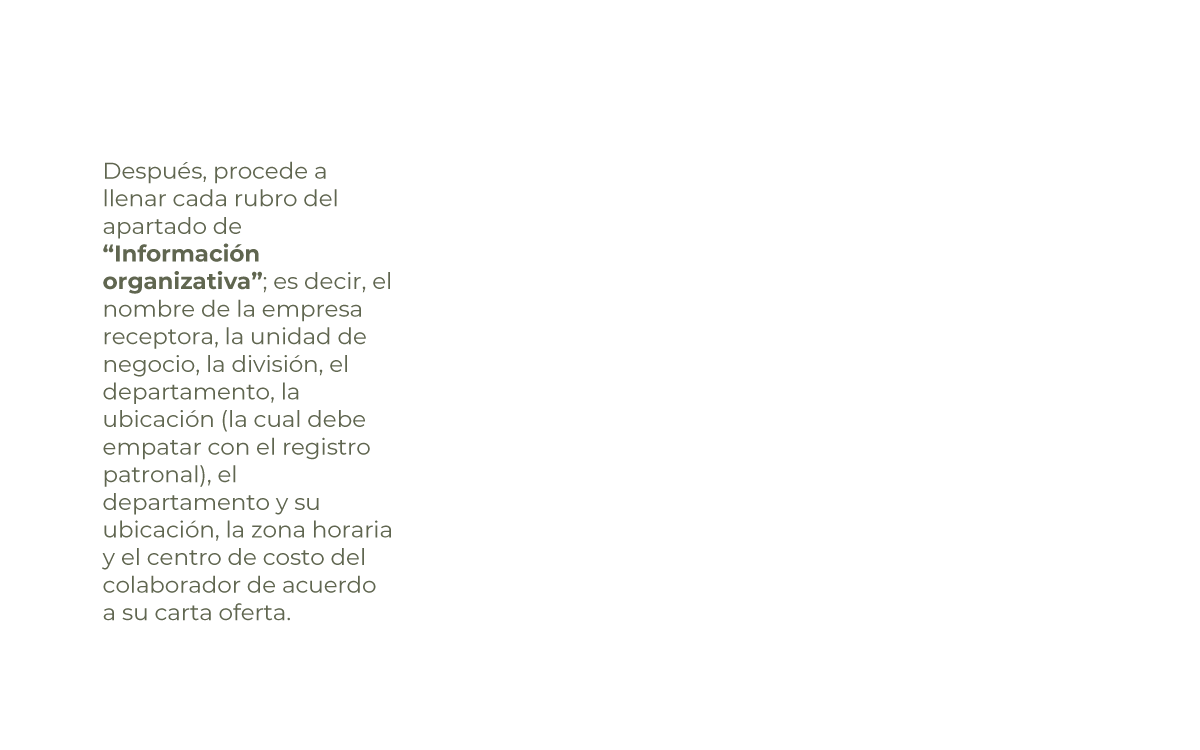 Después, procede a
llenar cada rubro del
apartado de
“Información
organizativa”; es decir, el
nombre de la empresa
receptora, la unidad de
negocio, la división, el
departamento, la
ubicación (la cual debe
empatar con el registro
patronal), el
departamento y su
ubicación, la zona horaria
y el centro de costo del
colaborador de acuerdo
a su carta oferta.